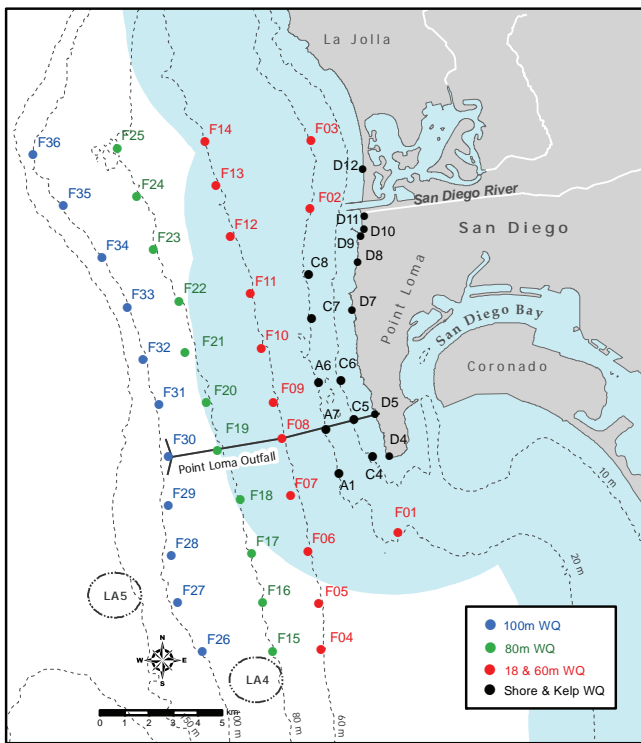 La Jolla
F14
F03
F25
F36
D12
F13
F24
San Diego River
F35
F02
D11
D10
F12
San Diego
F23
D9
F34
D8
C8
F11
F22
F33
Point Loma
C7
D7
San Diego Bay
F10
F32
F21
Coronado
A6
C6
F31
F20
F09
D5
C5
F19
F08
A7
F30
D4
Point Loma Outfall
C4
A1
10 m
F07
F18
F29
F01
F28
F17
F06
20 m
LA5
F27
F16
F05
F26
F15
F04
LA4
N
W E
S
0 1 2 3 4 5
km
150 m
100 m
80 m
60 m
100m WQ
80m WQ
18 & 60m WQ
Shore & Kelp WQ